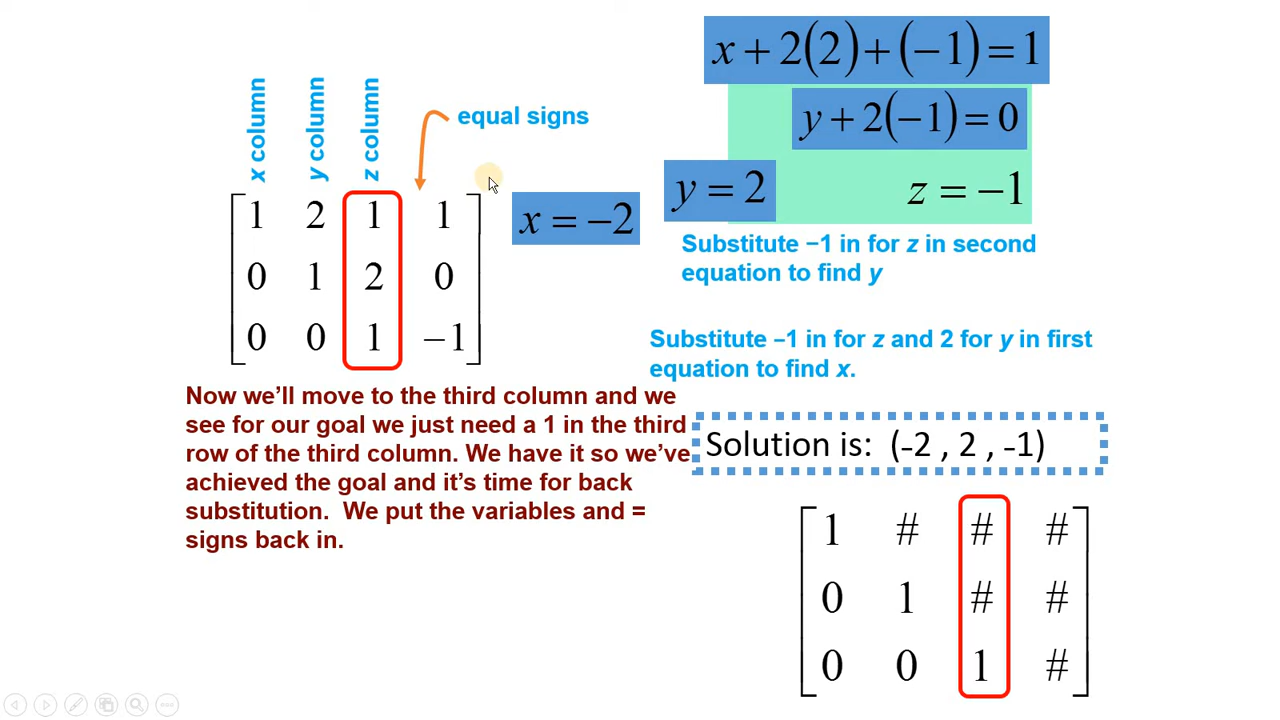 x + 2(2) + (−1) = 1
y + 2(−1) = 0
y = 2
z = −1
x column
y column
z column
equal signs
1 2 1 1
0 1 2 0
0 0 1 −1
x = −2
Substitute −1 in for z in second
equation to find y
Substitute –1 in for z and 2 for y in first
equation to find x.
Now we’ll move to the third column and we
see for our goal we just need a 1 in the third
row of the third column. We have it so we’ve
achieved the goal and it’s time for back
substitution.  We put the variables and =
signs back in.
Solution is:  (-2 , 2 , -1)
1 # # #
0 1 # #
0 0 1 #